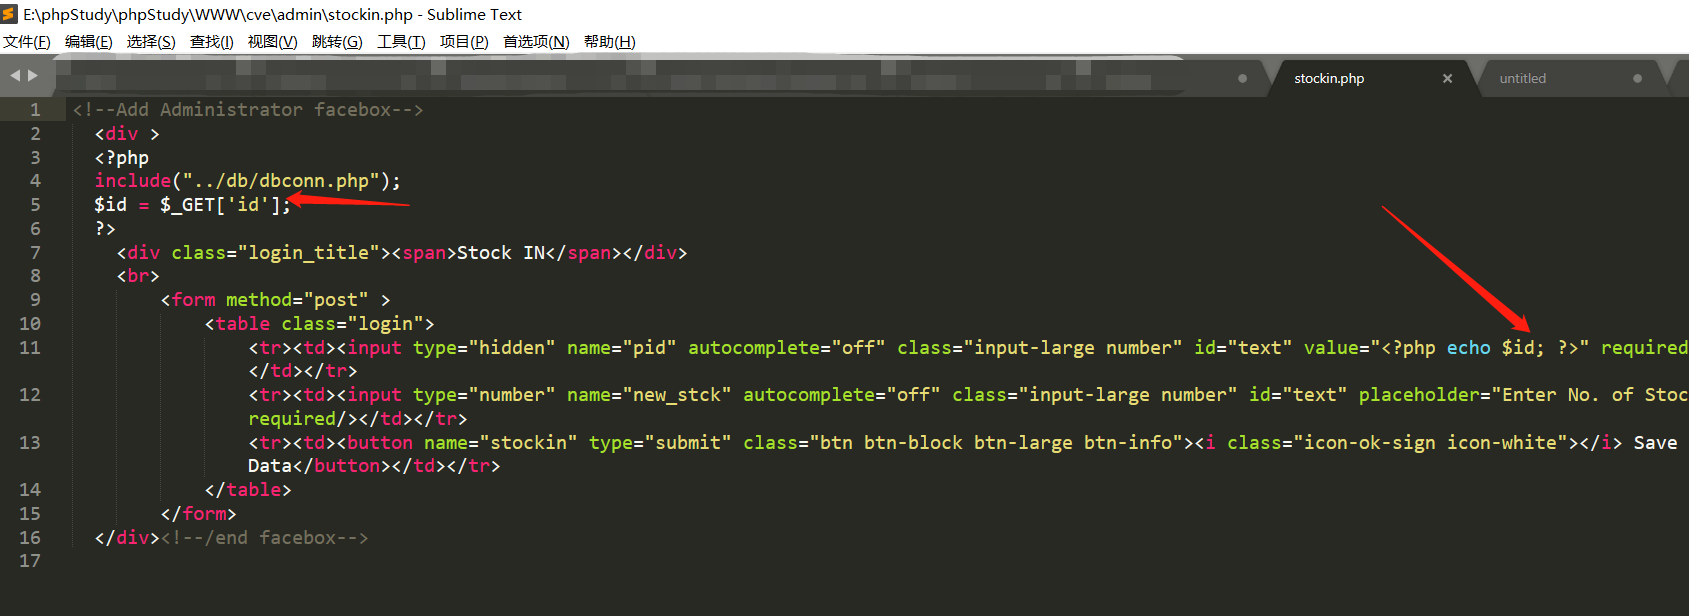 E:\phpStudy\phpStudy\WWW\cve\admin\stockin.php - Sublime Text
文件(F) 编辑(E) 选择(S) 查找(I) 视图(V) 跳转(G) 工具(T) 项目(P) 首选项(N) 帮助(H)
stockin.php untitled
1 <!--Add Administrator facebox-->
2 <div >
3 <?php
4 include("../db/dbconn.php");
5 $id = $_GET['id'];
6 ?>
7 <div class="login_title"><span>Stock IN</span></div>
8 <br>
9 <form method="post" >
10 <table class="login">
11 <tr><td><input type="hidden" name="pid" autocomplete="off" class="input-large number" id="text" value="<?php echo $id; ?>" required
</td></tr>
12 <tr><td><input type="number" name="new_stck" autocomplete="off" class="input-large number" id="text" placeholder="Enter No. of Stoc
required/></td></tr>
13 <tr><td><button name="stockin" type="submit" class="btn btn-block btn-large btn-info"><i class="icon-ok-sign icon-white"></i> Save
Data</button></td></tr>
14 </table>
15 </form>
16 </div><!--/end facebox-->
17